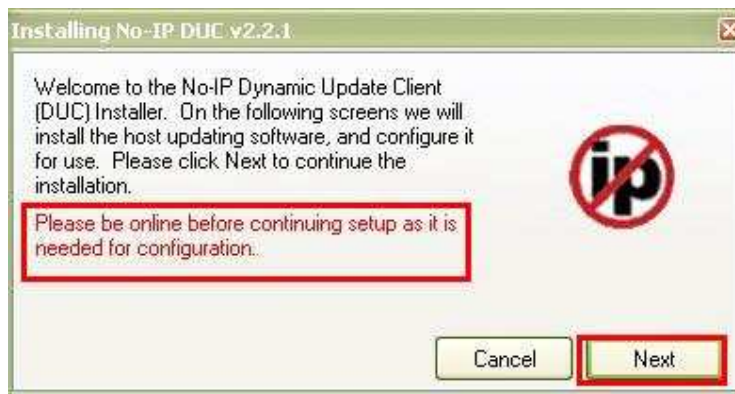 Installing No-IP DUC v2.2.1
Welcome to the No-IP Dynamic Update Client
(DUC) Installer. On the following screens we will
install the host updating software, and configure it
for use. Please click Next to continue the
installation.
ip
Please be online before continuing setup as it is
needed for configuration.
Cancel
Next